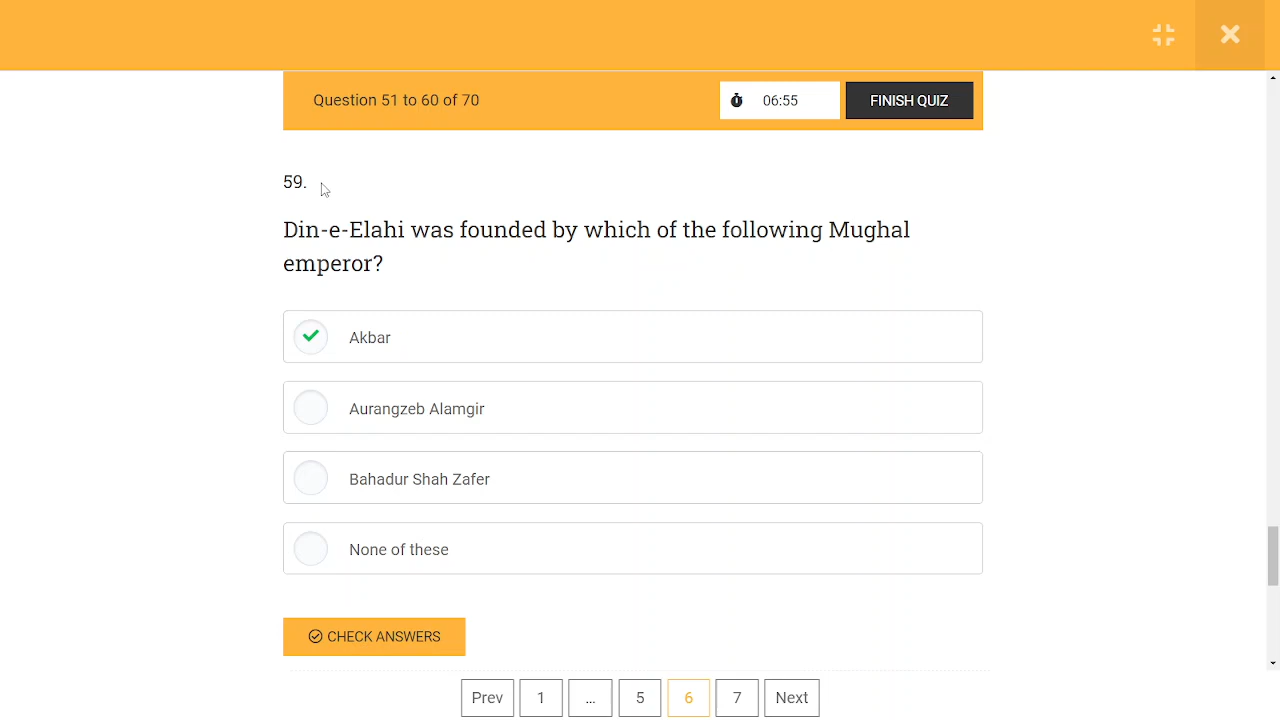 Question 51 to 60 of 70
06:55
FINISH QUIZ
59.
Din-e-Elahi was founded by which of the following Mughal
emperor?
Akbar
Aurangzeb Alamgir
Bahadur Shah Zafer
None of these
CHECK ANSWERS
Prev 1 ... 5 6 7 Next